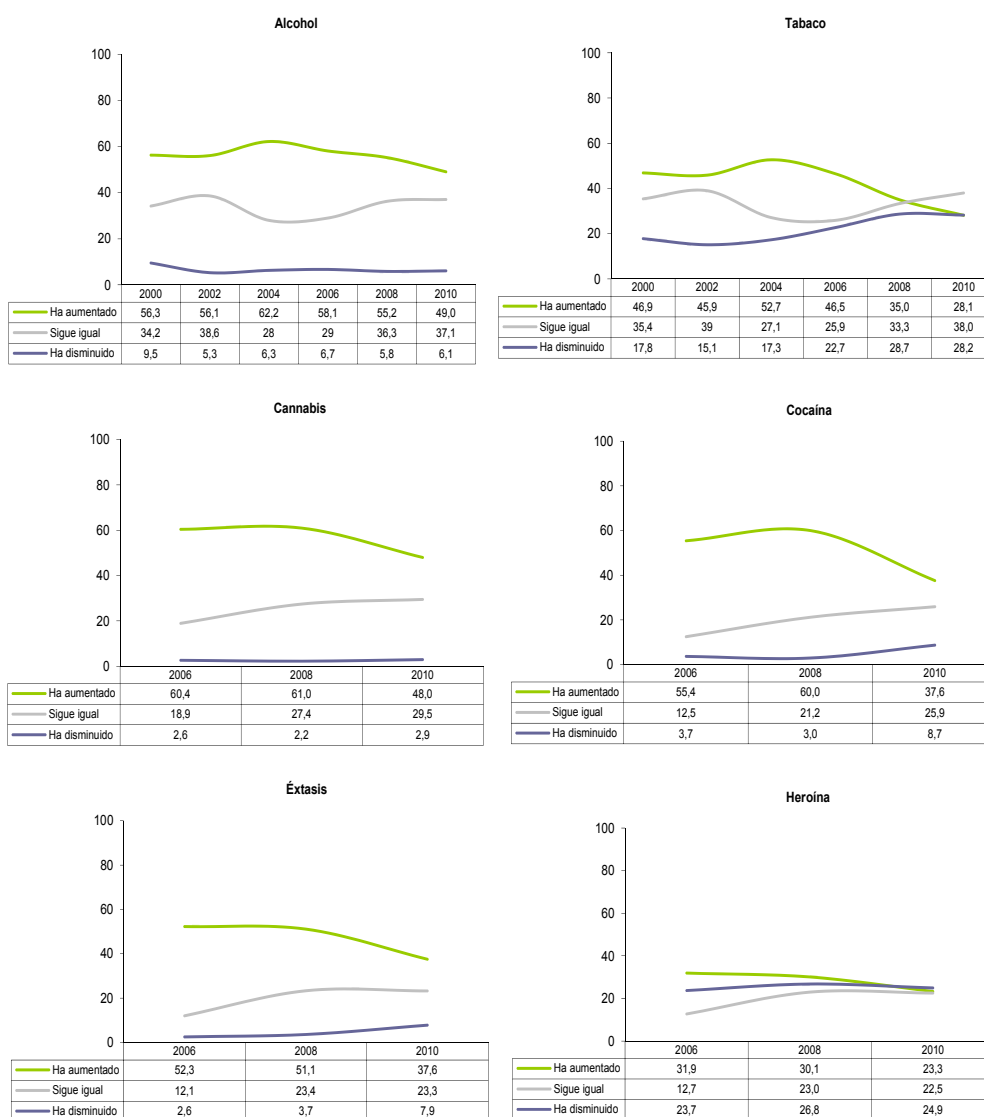 Alcohol
100
80
60
40
20
0
2000 2002 2004 2006 2008 2010
Ha aumentado 56,3 56,1 62,2 58,1 55,2 49,0
Sigue igual 34,2 38,6 28 29 36,3 37,1
Ha disminuido 9,5 5,3 6,3 6,7 5,8 6,1
Tabaco
100
80
60
40
20
0
2000 2002 2004 2006 2008 2010
Ha aumentado 46,9 45,9 52,7 46,5 35,0 28,1
Sigue igual 35,4 39 27,1 25,9 33,3 38,0
Ha disminuido 17,8 15,1 17,3 22,7 28,7 28,2
Cannabis
100
80
60
40
20
0
2006 2008 2010
Ha aumentado 60,4 61,0 48,0
Sigue igual 18,9 27,4 29,5
Ha disminuido 2,6 2,2 2,9
Cocaína
100
80
60
40
20
0
2006 2008 2010
Ha aumentado 55,4 60,0 37,6
Sigue igual 12,5 21,2 25,9
Ha disminuido 3,7 3,0 8,7
Éxtasis
100
80
60
40
20
0
2006 2008 2010
Ha aumentado 52,3 51,1 37,6
Sigue igual 12,1 23,4 23,3
Ha disminuido 2,6 3,7 7,9
Heroína
100
80
60
40
20
0
2006 2008 2010
Ha aumentado 31,9 30,1 23,3
Sigue igual 12,7 23,0 22,5
Ha disminuido 23,7 26,8 24,9